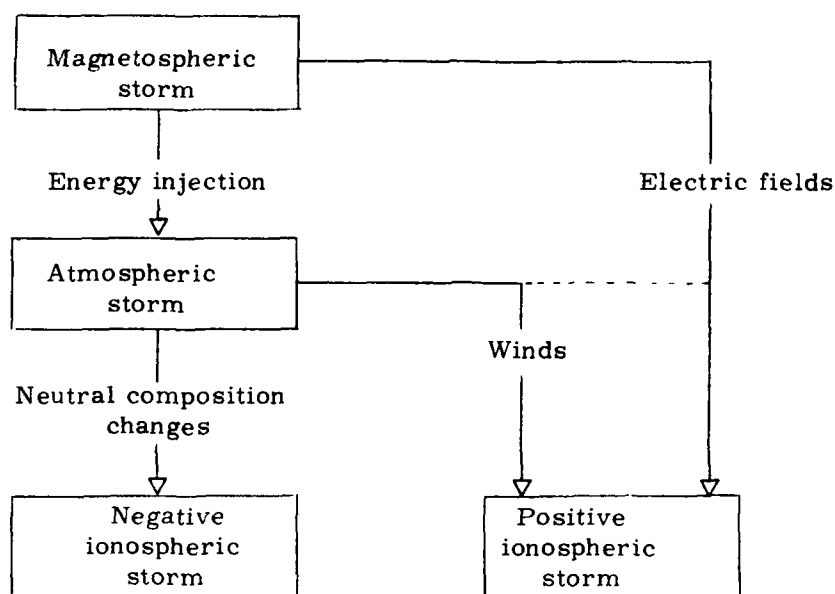 Magnetospheric
storm
Energy injection
Electric fields
Atmospheric
storm
Winds
Neutral composition
changes
Negative
ionospheric
storm
Positive
ionospheric
storm